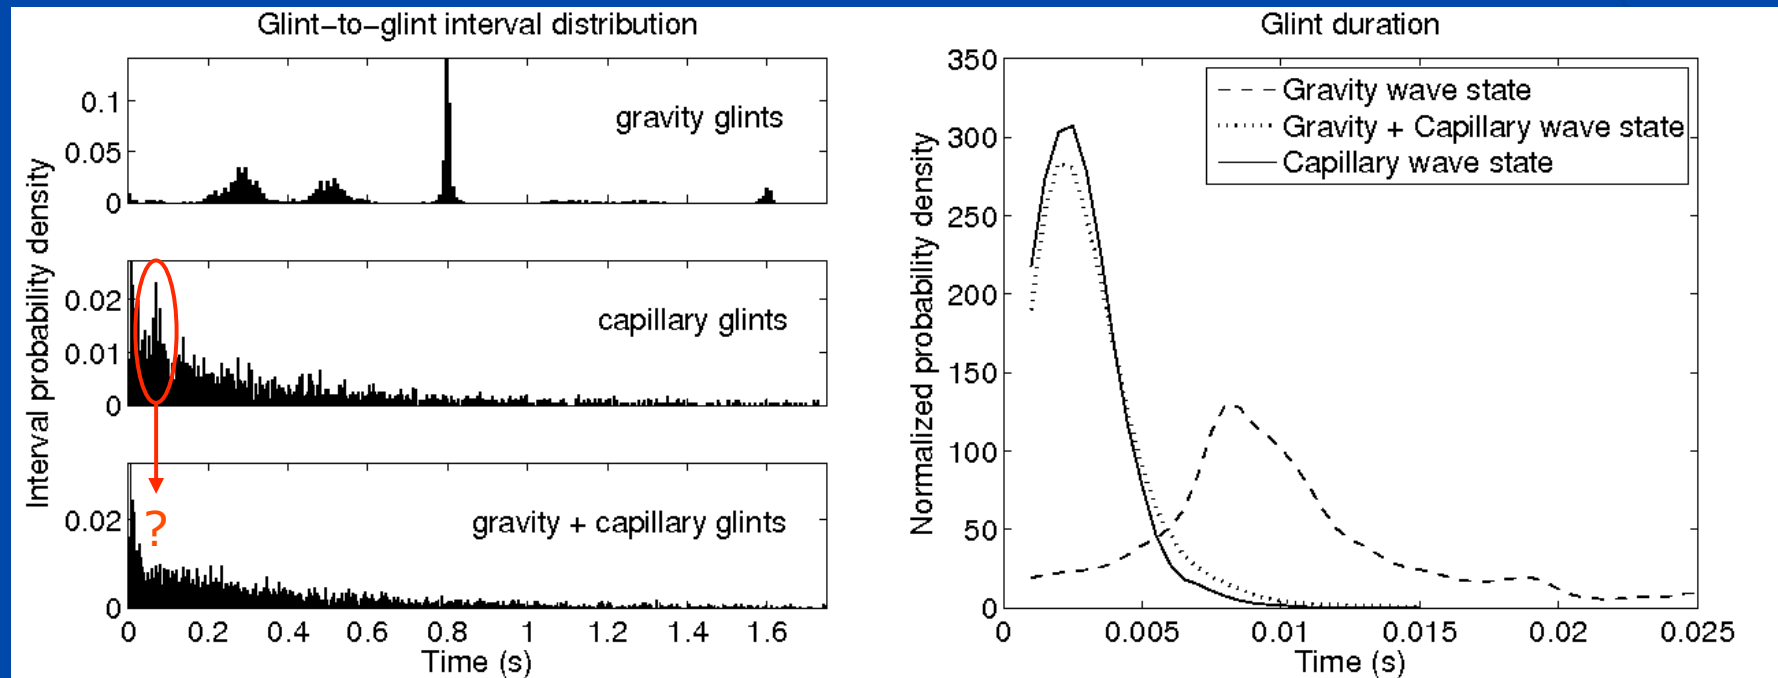 Glint-to-glint interval distribution
Interval probability density
0.1
0.05
0
gravity glints
0.02
0.01
0
capillary glints
0.02
0
?
gravity + capillary glints
0 0.2 0.4 0.6 0.8 1 1.2 1.4 1.6
Time (s)
Glint duration
Normalized probability density
350
300
250
200
150
100
50
0
Gravity wave state
Gravity + Capillary wave state
Capillary wave state
0 0.005 0.01 0.015 0.02 0.025
Time (s)